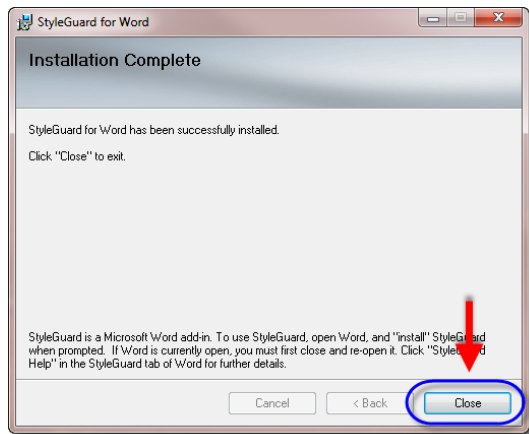 StyleGuard for Word
Installation Complete
StyleGuard for Word has been successfully installed.
Click "Close" to exit.
StyleGuard is a Microsoft Word add-in. To use StyleGuard, open Word, and "install" StyleGuard
when prompted. If Word is currently open, you must first close and re-open it. Click "StyleGuard
Help" in the StyleGuard tab of Word for further details.
Cancel
< Back
Close